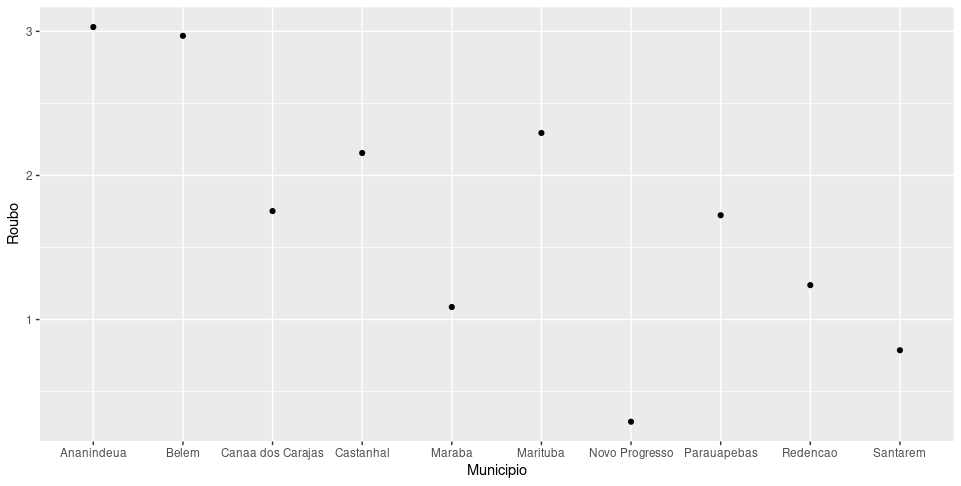 3
2
1
Roubo
Ananindeua Belem Canaa dos Carajas Castanhal Maraba Marituba Novo Progresso Parauapebas Redencao Santarem
Municipio